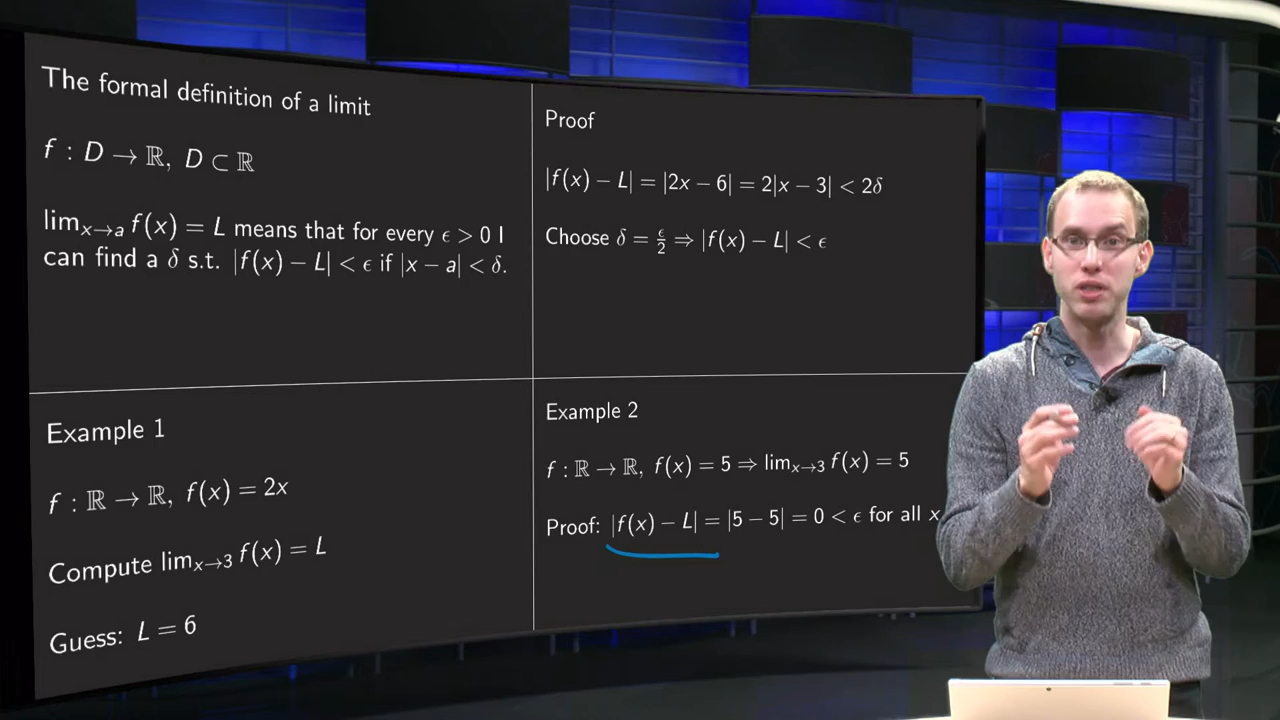 The formal definition of a limit
f : D → ℝ, D ⊂ ℝ
lim_{x→a} f(x) = L means that for every ϵ > 0 I
can find a δ s.t. |f(x) − L| < ϵ if |x − a| < δ.
Proof
|f(x) − L| = |2x − 6| = 2|x − 3| < 2δ
Choose δ = ϵ/2 ⇒ |f(x) − L| < ϵ
Example 1
f : ℝ → ℝ, f(x) = 2x
Compute lim_{x→3} f(x) = L
Guess: L = 6
Example 2
f : ℝ → ℝ, f(x) = 5 ⇒ lim_{x→3} f(x) = 5
Proof: |f(x) − L| = |5 − 5| = 0 < ϵ for all x